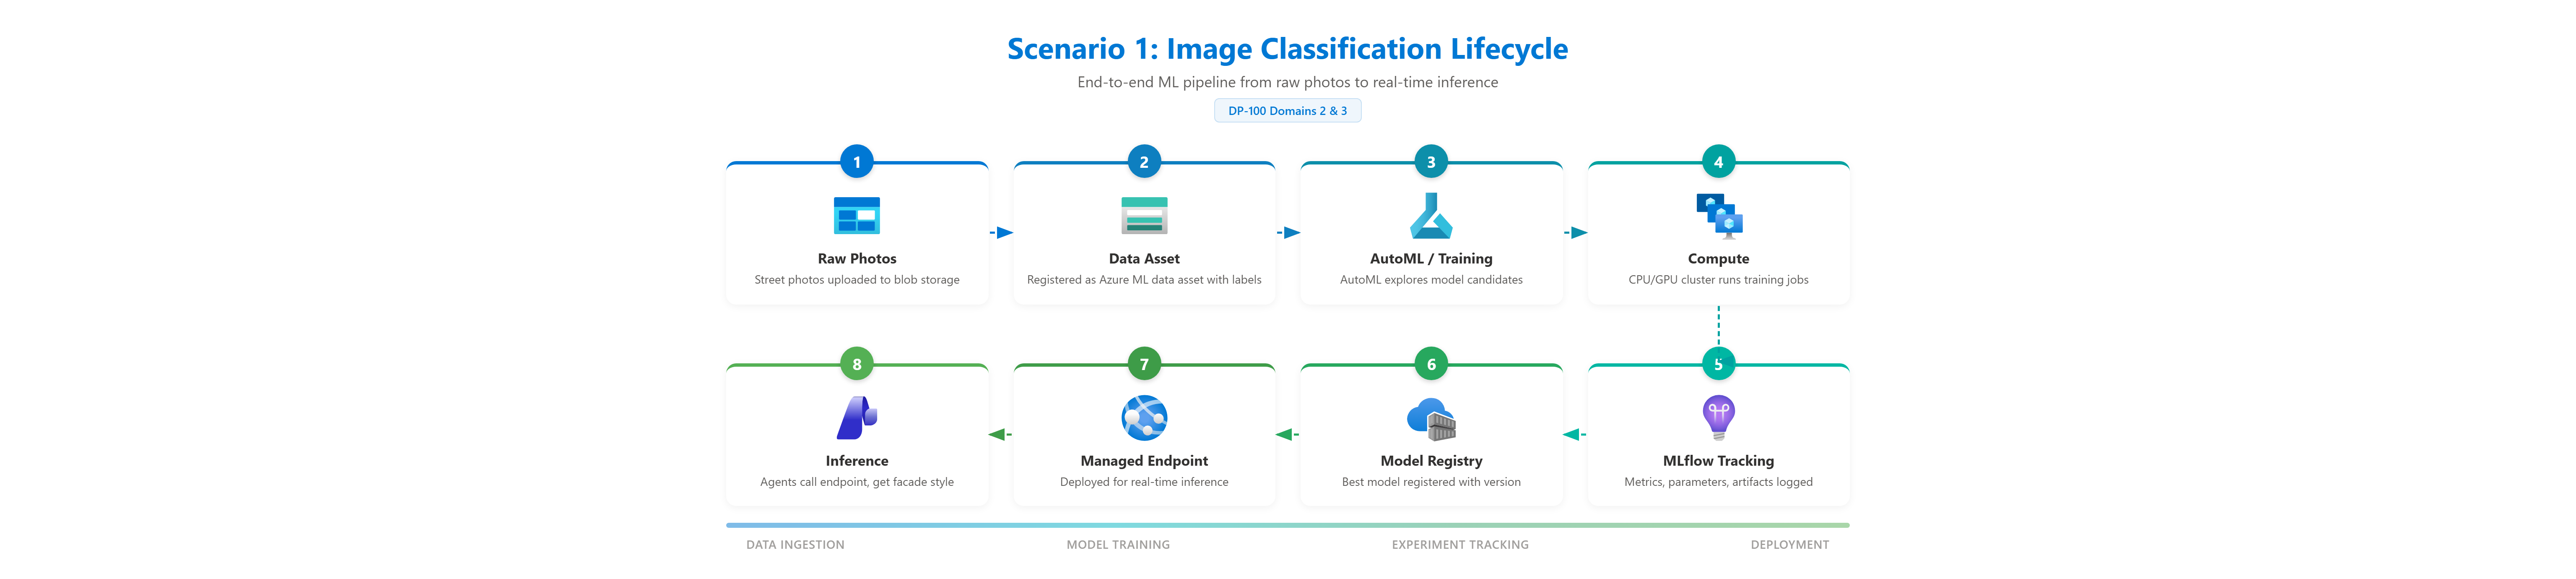 Scenario 1: Image Classification Lifecycle
End-to-end ML pipeline from raw photos to real-time inference
DP-100 Domains 2 & 3
1
Raw Photos
Street photos uploaded to blob storage
2
Data Asset
Registered as Azure ML data asset with labels
3
AutoML / Training
AutoML explores model candidates
4
Compute
CPU/GPU cluster runs training jobs
5
MLflow Tracking
Metrics, parameters, artifacts logged
6
Model Registry
Best model registered with version
7
Managed Endpoint
Deployed for real-time inference
8
Inference
Agents call endpoint, get facade style
DATA INGESTION
MODEL TRAINING
EXPERIMENT TRACKING
DEPLOYMENT